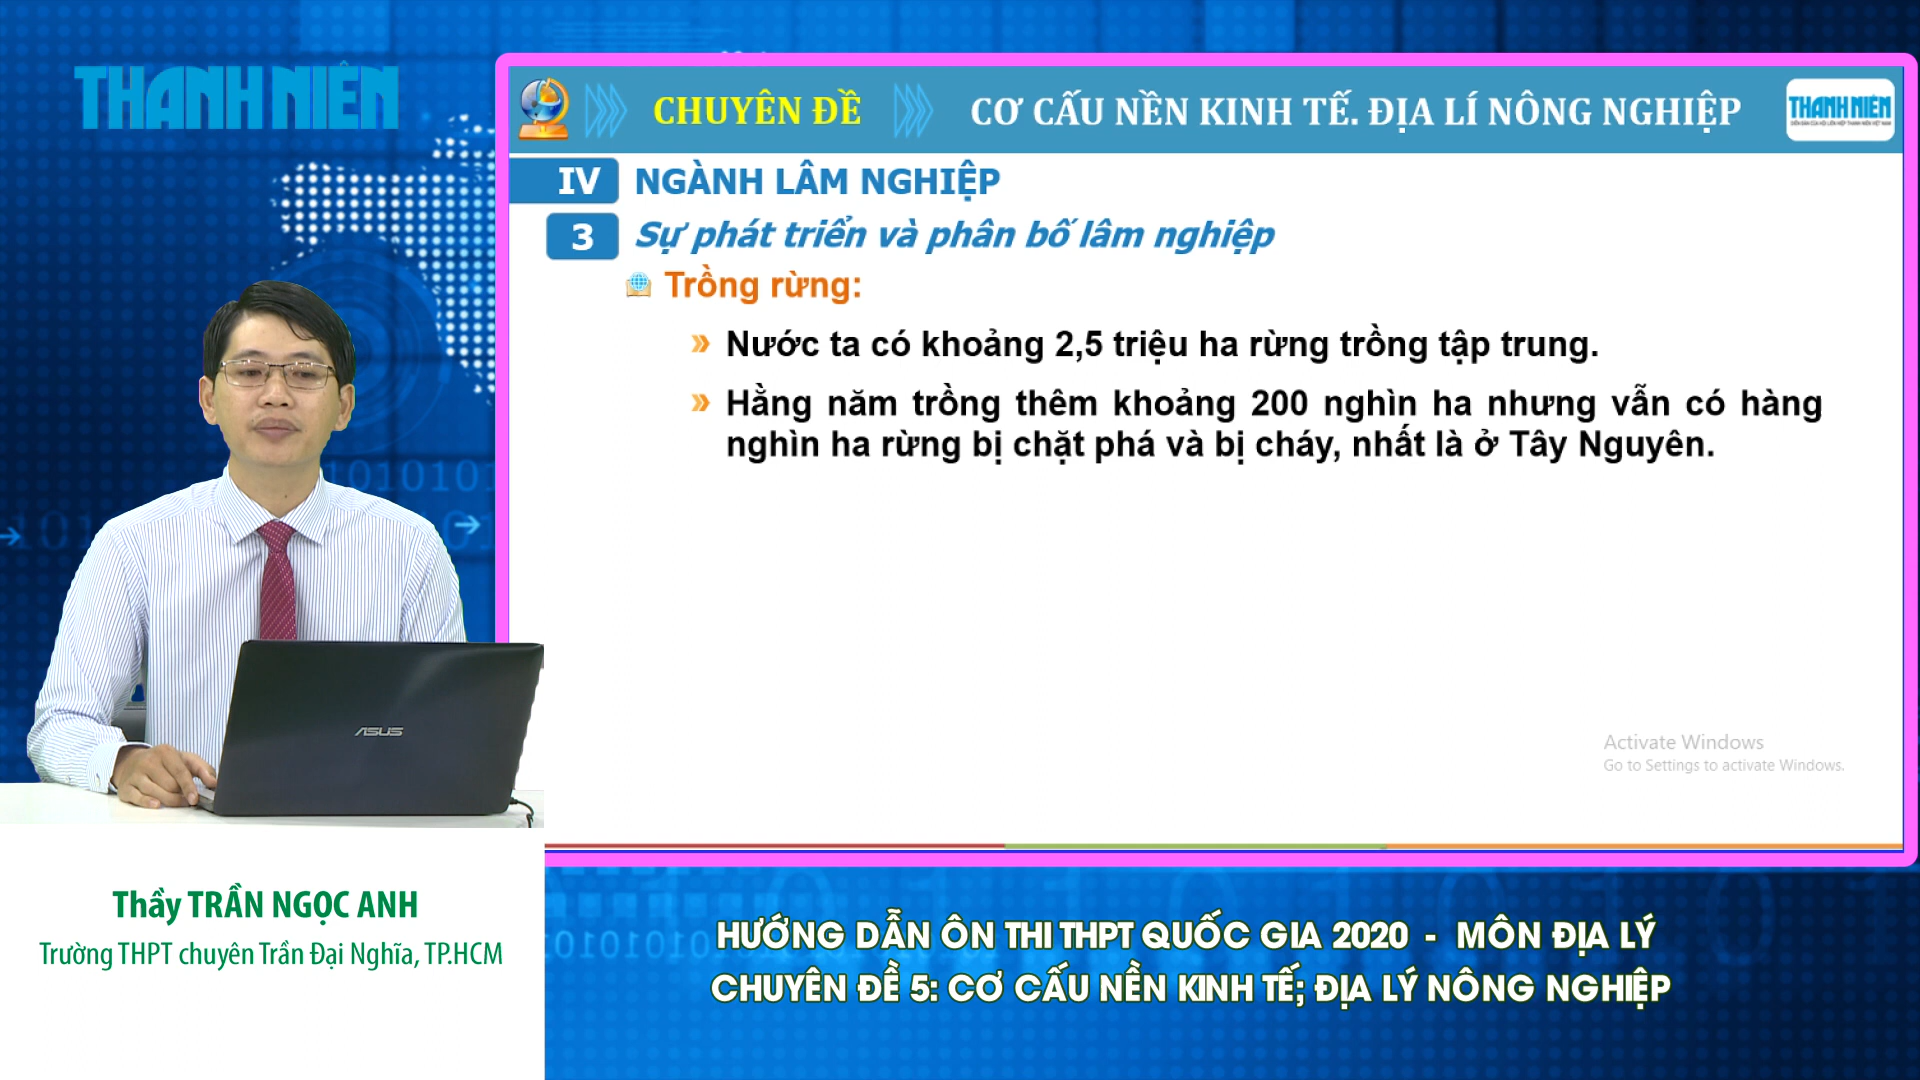 THANH NIÊN
CHUYÊN ĐỀ
CƠ CẤU NỀN KINH TẾ. ĐỊA LÍ NÔNG NGHIỆP
THANH NIÊN
IV NGÀNH LÂM NGHIỆP
3 Sự phát triển và phân bố lâm nghiệp
Trồng rừng:
Nước ta có khoảng 2,5 triệu ha rừng trồng tập trung.
Hằng năm trồng thêm khoảng 200 nghìn ha nhưng vẫn có hàng
nghìn ha rừng bị chặt phá và bị cháy, nhất là ở Tây Nguyên.
ASUS
Activate Windows
Go to Settings to activate Windows.
Thầy TRẦN NGỌC ANH
Trường THPT chuyên Trần Đại Nghĩa, TP.HCM
HƯỚNG DẪN ÔN THI THPT QUỐC GIA 2020 - MÔN ĐỊA LÝ
CHUYÊN ĐỀ 5: CƠ CẤU NỀN KINH TẾ; ĐỊA LÝ NÔNG NGHIỆP